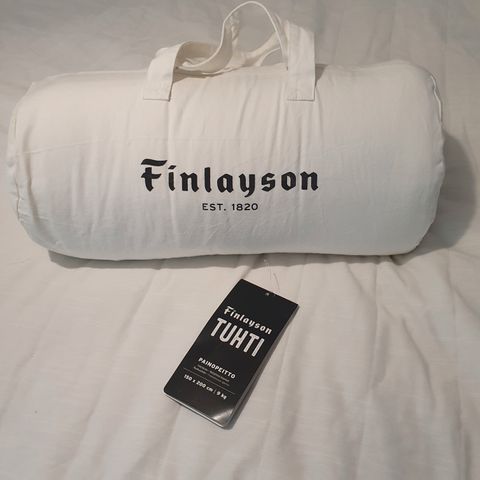 Finlayson
EST. 1820
Finlayson
TUHTI
PAINOPEITTO
150 x 200 cm | 9 kg